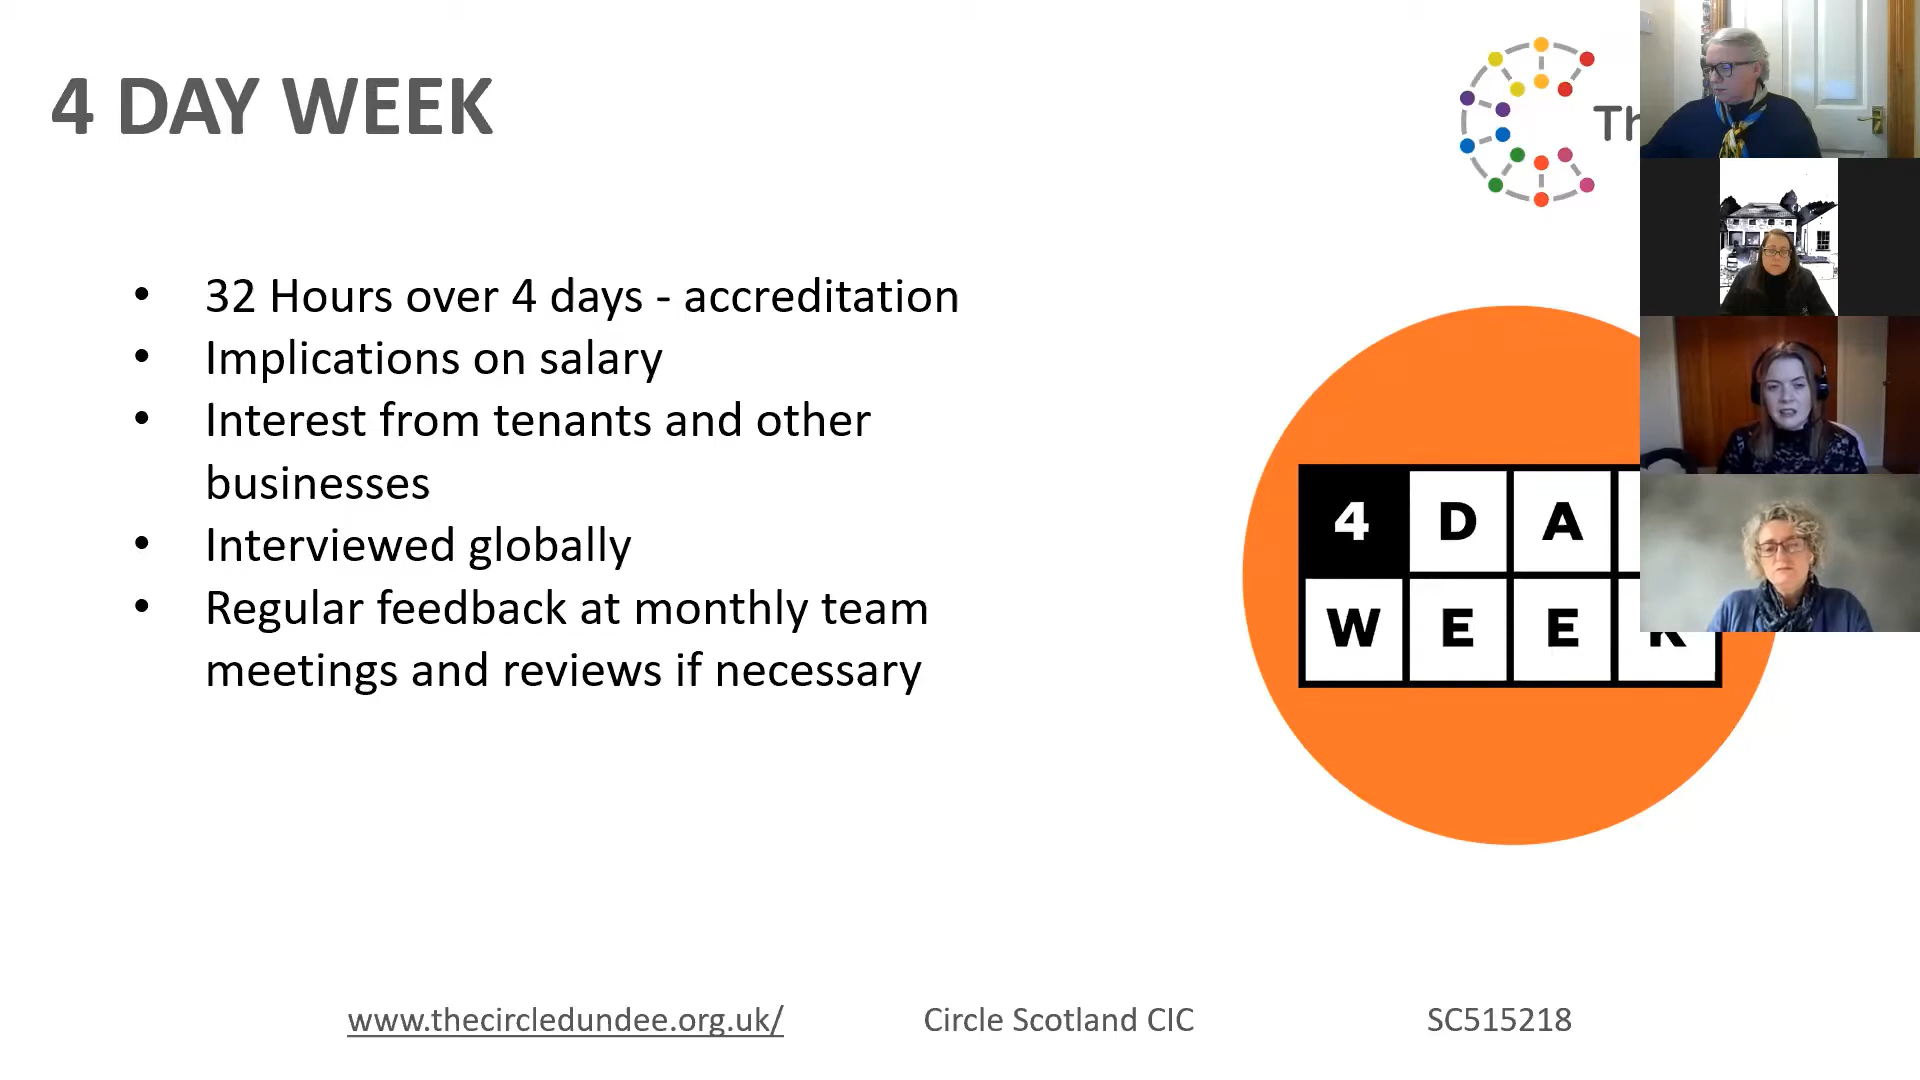 4 DAY WEEK
Th
• 32 Hours over 4 days - accreditation
• Implications on salary
• Interest from tenants and other
businesses
• Interviewed globally
• Regular feedback at monthly team
meetings and reviews if necessary
4 D A
W E E K
www.thecircledundee.org.uk/ Circle Scotland CIC SC515218